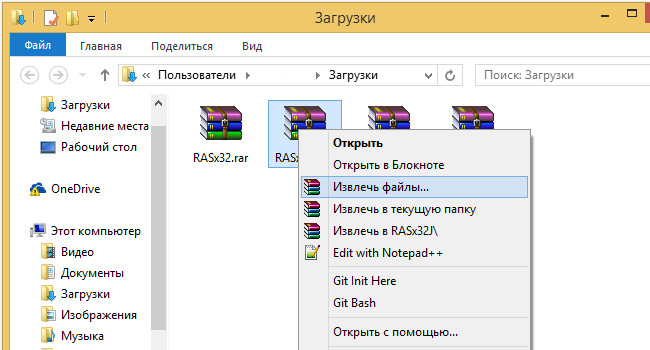 Загрузки
Файл Главная Поделиться Вид
Пользователи Загрузки Поиск: Загрузки
Загрузки
Недавние места
Рабочий стол
OneDrive
Этот компьютер
Видео
Документы
Загрузки
Изображения
Музыка
RASx32.rar
Открыть
Открыть в Блокноте
Извлечь файлы...
Извлечь в текущую папку
Извлечь в RASx32J\
Edit with Notepad++
Git Init Here
Git Bash
Открыть с помощью...